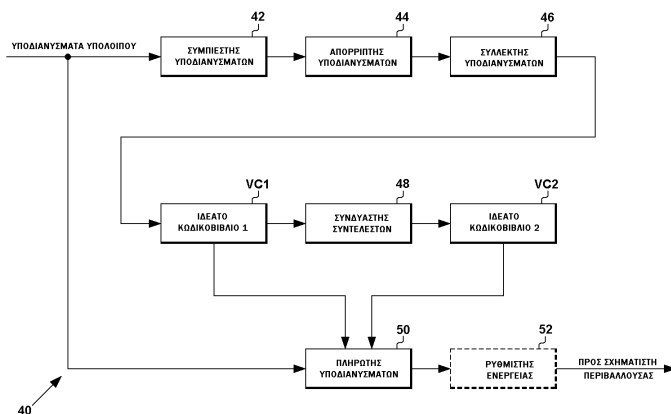 42
44
46
ΥΠΟΔΙΑΝΥΣΜΑΤΑ ΥΠΟΛΟΙΠΟΥ
ΣΥΜΠΙΕΣΤΗΣ
ΥΠΟΔΙΑΝΥΣΜΑΤΩΝ
ΑΠΟΡΡΙΠΤΗΣ
ΥΠΟΔΙΑΝΥΣΜΑΤΩΝ
ΣΥΛΛΕΚΤΗΣ
ΥΠΟΔΙΑΝΥΣΜΑΤΩΝ
VC1
48
VC2
ΙΔΕΑΤΟ
ΚΩΔΙΚΟΒΙΒΛΙΟ 1
ΣΥΝΔΥΑΣΤΗΣ
ΣΥΝΤΕΛΕΣΤΩΝ
ΙΔΕΑΤΟ
ΚΩΔΙΚΟΒΙΒΛΙΟ 2
50
52
ΠΛΗΡΩΤΗΣ
ΥΠΟΔΙΑΝΥΣΜΑΤΩΝ
ΡΥΘΜΙΣΤΗΣ
ΕΝΕΡΓΕΙΑΣ
ΠΡΟΣ ΣΧΗΜΑΤΙΣΤΗ
ΠΕΡΙΒΑΛΛΟΥΣΑΣ
40